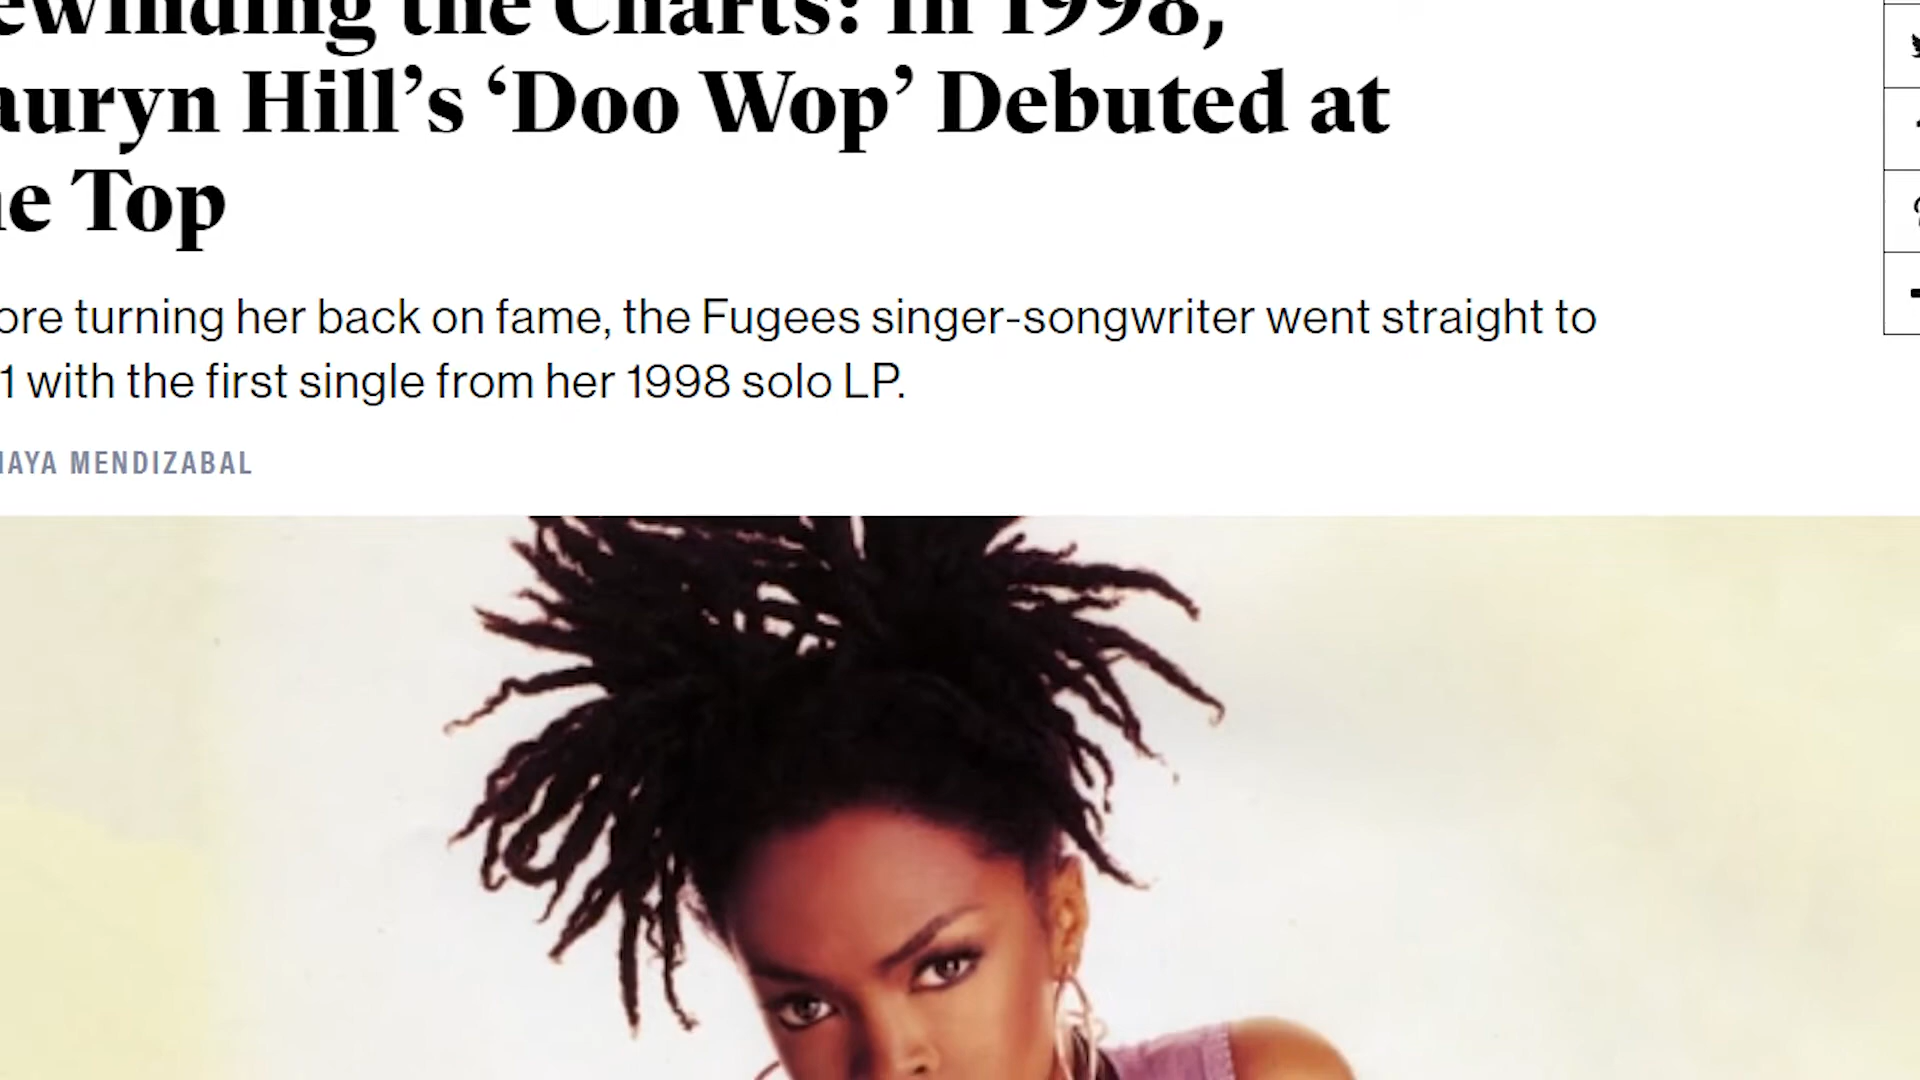 ewinding the Charts: In 1998,
auryn Hill’s ‘Doo Wop’ Debuted at
e Top
ore turning her back on fame, the Fugees singer-songwriter went straight to
1 with the first single from her 1998 solo LP.
AYA MENDIZABAL